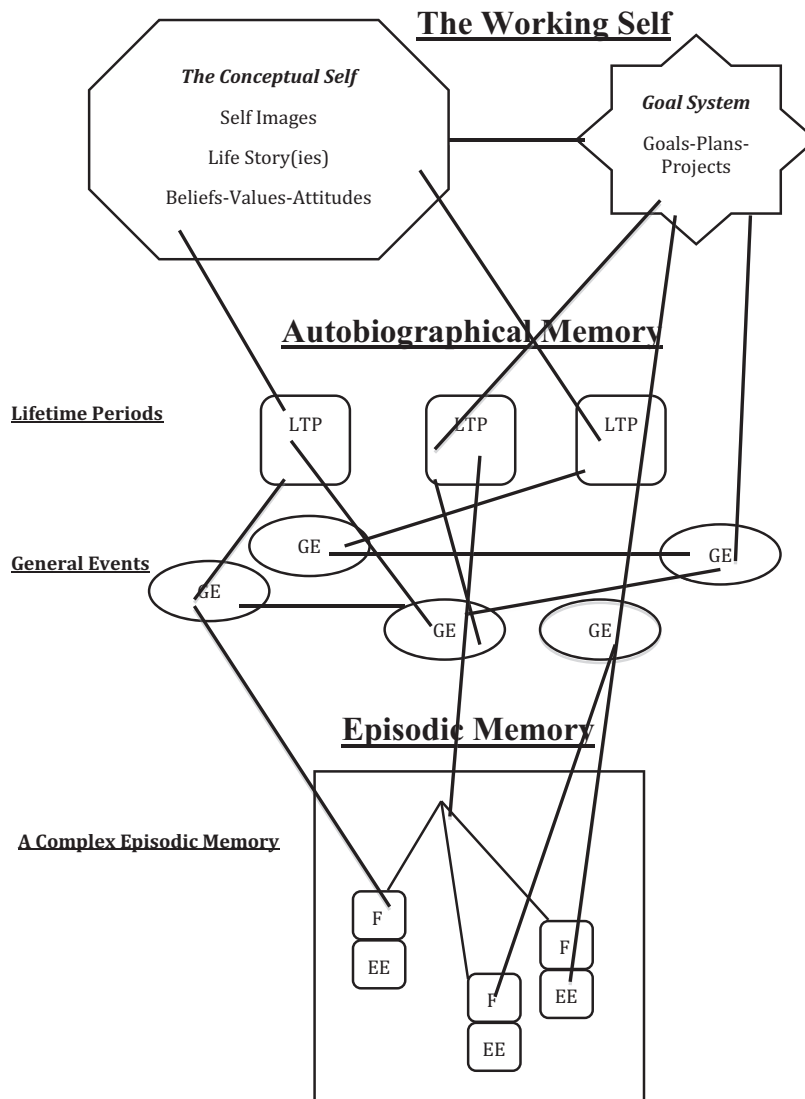 The Working Self
The Conceptual Self
Self Images
Life Story(ies)
Beliefs-Values-Attitudes
Goal System
Goals-Plans-
Projects
Autobiographical Memory
Lifetime Periods
LTP
LTP
LTP
General Events
GE
GE
GE
GE
GE
Episodic Memory
A Complex Episodic Memory
F
EE
F
EE
F
EE